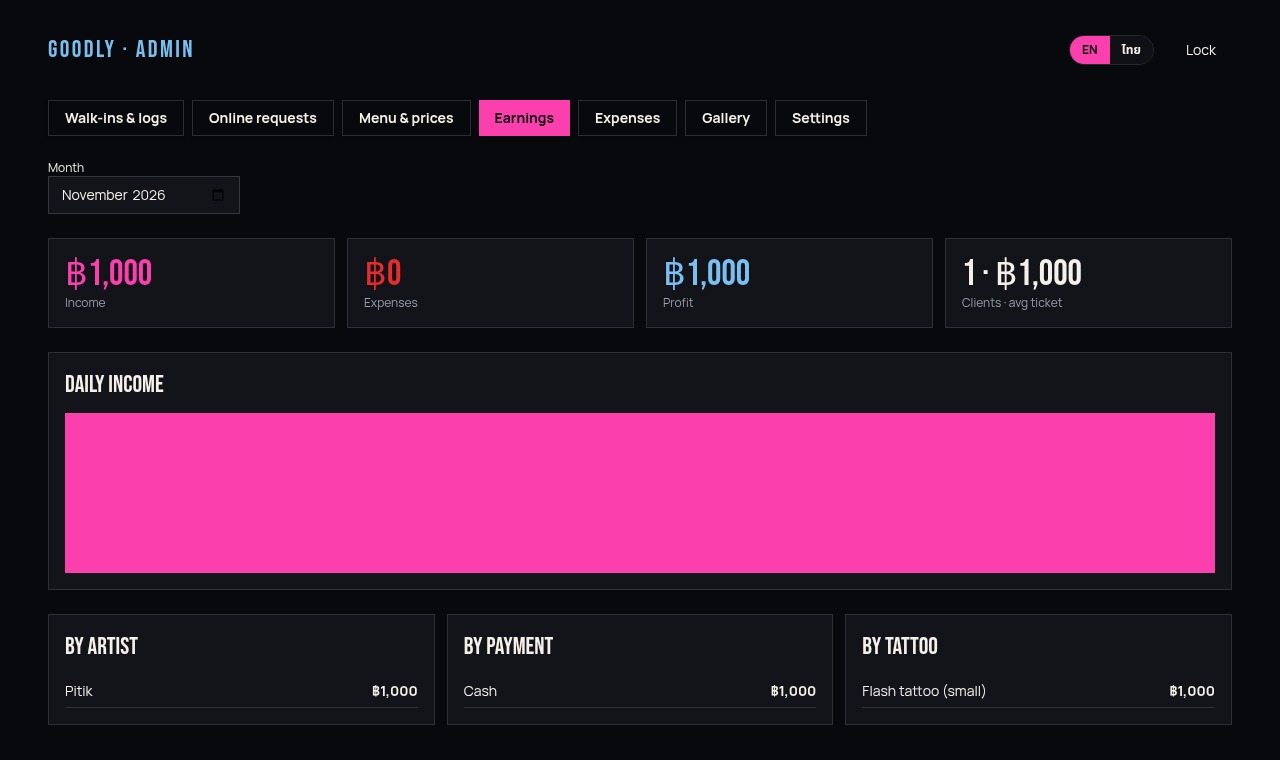 GOODLY · ADMIN
EN ไทย Lock
Walk-ins & logs Online requests Menu & prices Earnings Expenses Gallery Settings
Month
November 2026
฿1,000 ฿0 ฿1,000 1 · ฿1,000
Income Expenses Profit Clients · avg ticket
DAILY INCOME
BY ARTIST BY PAYMENT BY TATTOO
Pitik ฿1,000 Cash ฿1,000 Flash tattoo (small) ฿1,000